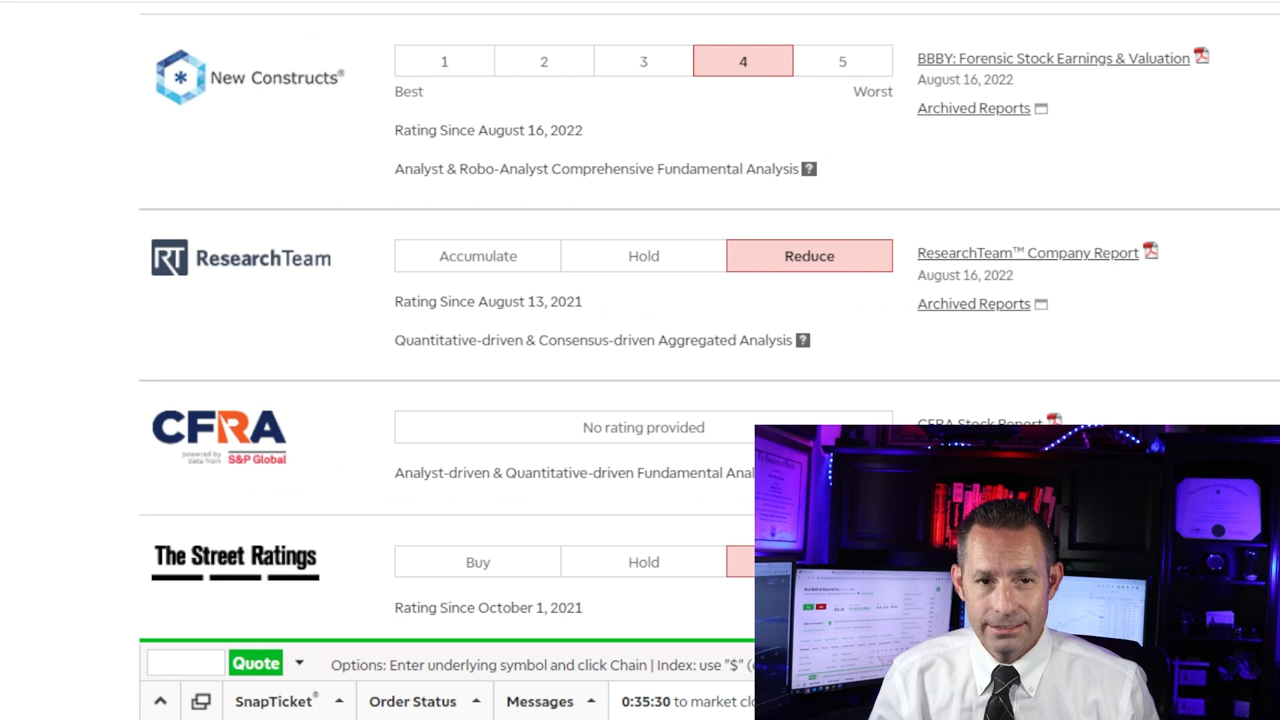 New Constructs®
1 2 3 4 5
Best Worst
Rating Since August 16, 2022
Analyst & Robo-Analyst Comprehensive Fundamental Analysis ?
BBBY: Forensic Stock Earnings & Valuation
August 16, 2022
Archived Reports
RT ResearchTeam
Accumulate Hold Reduce
Rating Since August 13, 2021
Quantitative-driven & Consensus-driven Aggregated Analysis ?
ResearchTeam™ Company Report
August 16, 2022
Archived Reports
CFRA
powered by
data from S&P Global
No rating provided
Analyst-driven & Quantitative-driven Fundamental Anal
CFRA Stock Report
The Street Ratings
Buy Hold
Rating Since October 1, 2021
Quote Options: Enter underlying symbol and click Chain | Index: use "$" (
SnapTicket® Order Status Messages 0:35:30 to market clo